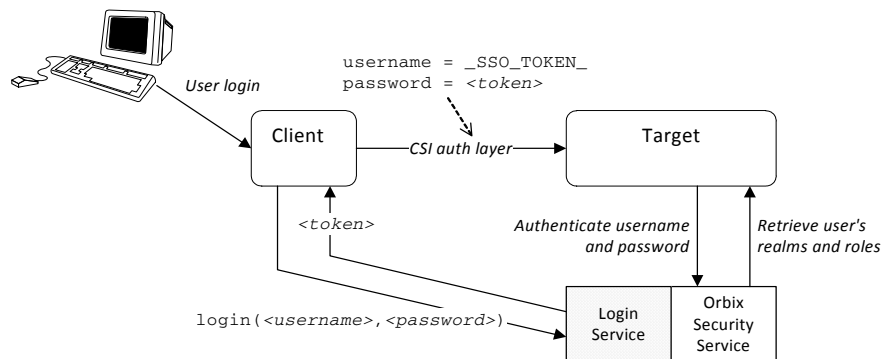 username = _SSO_TOKEN_
password = <token>
User login
Client
CSI auth layer
Target
<token>
Authenticate username
and password
Retrieve user's
realms and roles
login(<username>,<password>)
Login
Service
Orbix
Security
Service